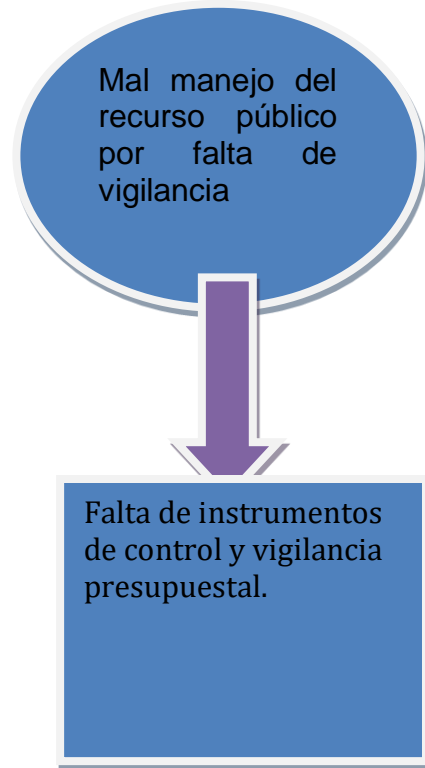 Mal manejo del
recurso público
por falta de
vigilancia
Falta de instrumentos
de control y vigilancia
presupuestal.